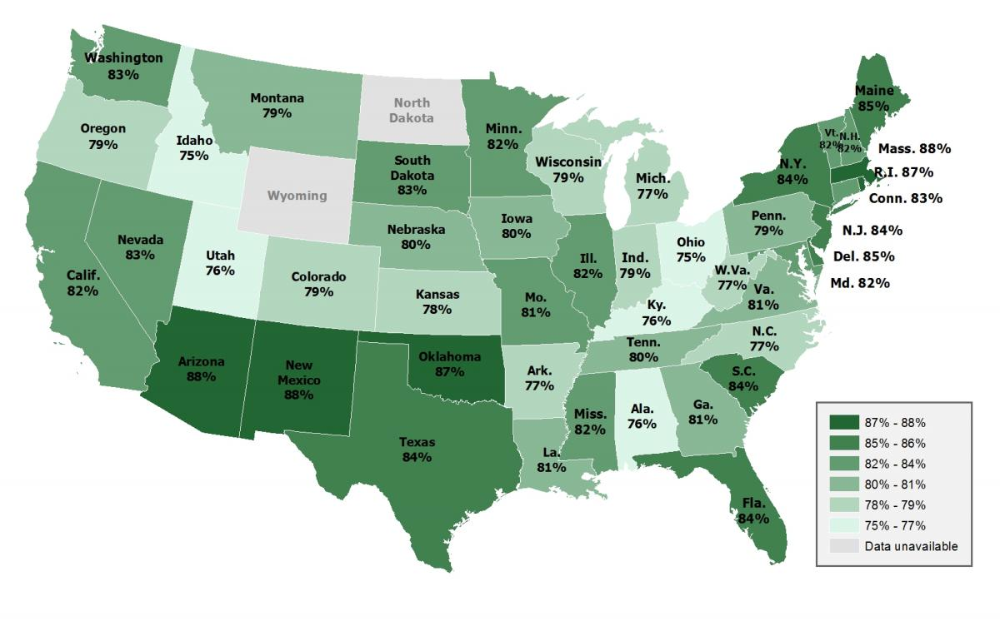 Washington
83%
Oregon
79%
Idaho
75%
Montana
79%
North
Dakota
Minn.
82%
Wisconsin
79%
Mich.
77%
Maine
85%
Vt.
82%
N.H.
82%
N.Y.
84%
Mass. 88%
R.I. 87%
Conn. 83%
N.J. 84%
Del. 85%
Md. 82%
Wyoming
South
Dakota
83%
Nebraska
80%
Iowa
80%
Penn.
79%
Calif.
82%
Nevada
83%
Utah
76%
Colorado
79%
Kansas
78%
Mo.
81%
Ill.
82%
Ind.
79%
Ohio
75%
W.Va.
77%
Va.
81%
Ky.
76%
Tenn.
80%
N.C.
77%
S.C.
84%
Arizona
88%
New
Mexico
88%
Oklahoma
87%
Ark.
77%
Texas
84%
La.
81%
Miss.
82%
Ala.
76%
Ga.
81%
Fla.
84%
87% - 88%
85% - 86%
82% - 84%
80% - 81%
78% - 79%
75% - 77%
Data unavailable